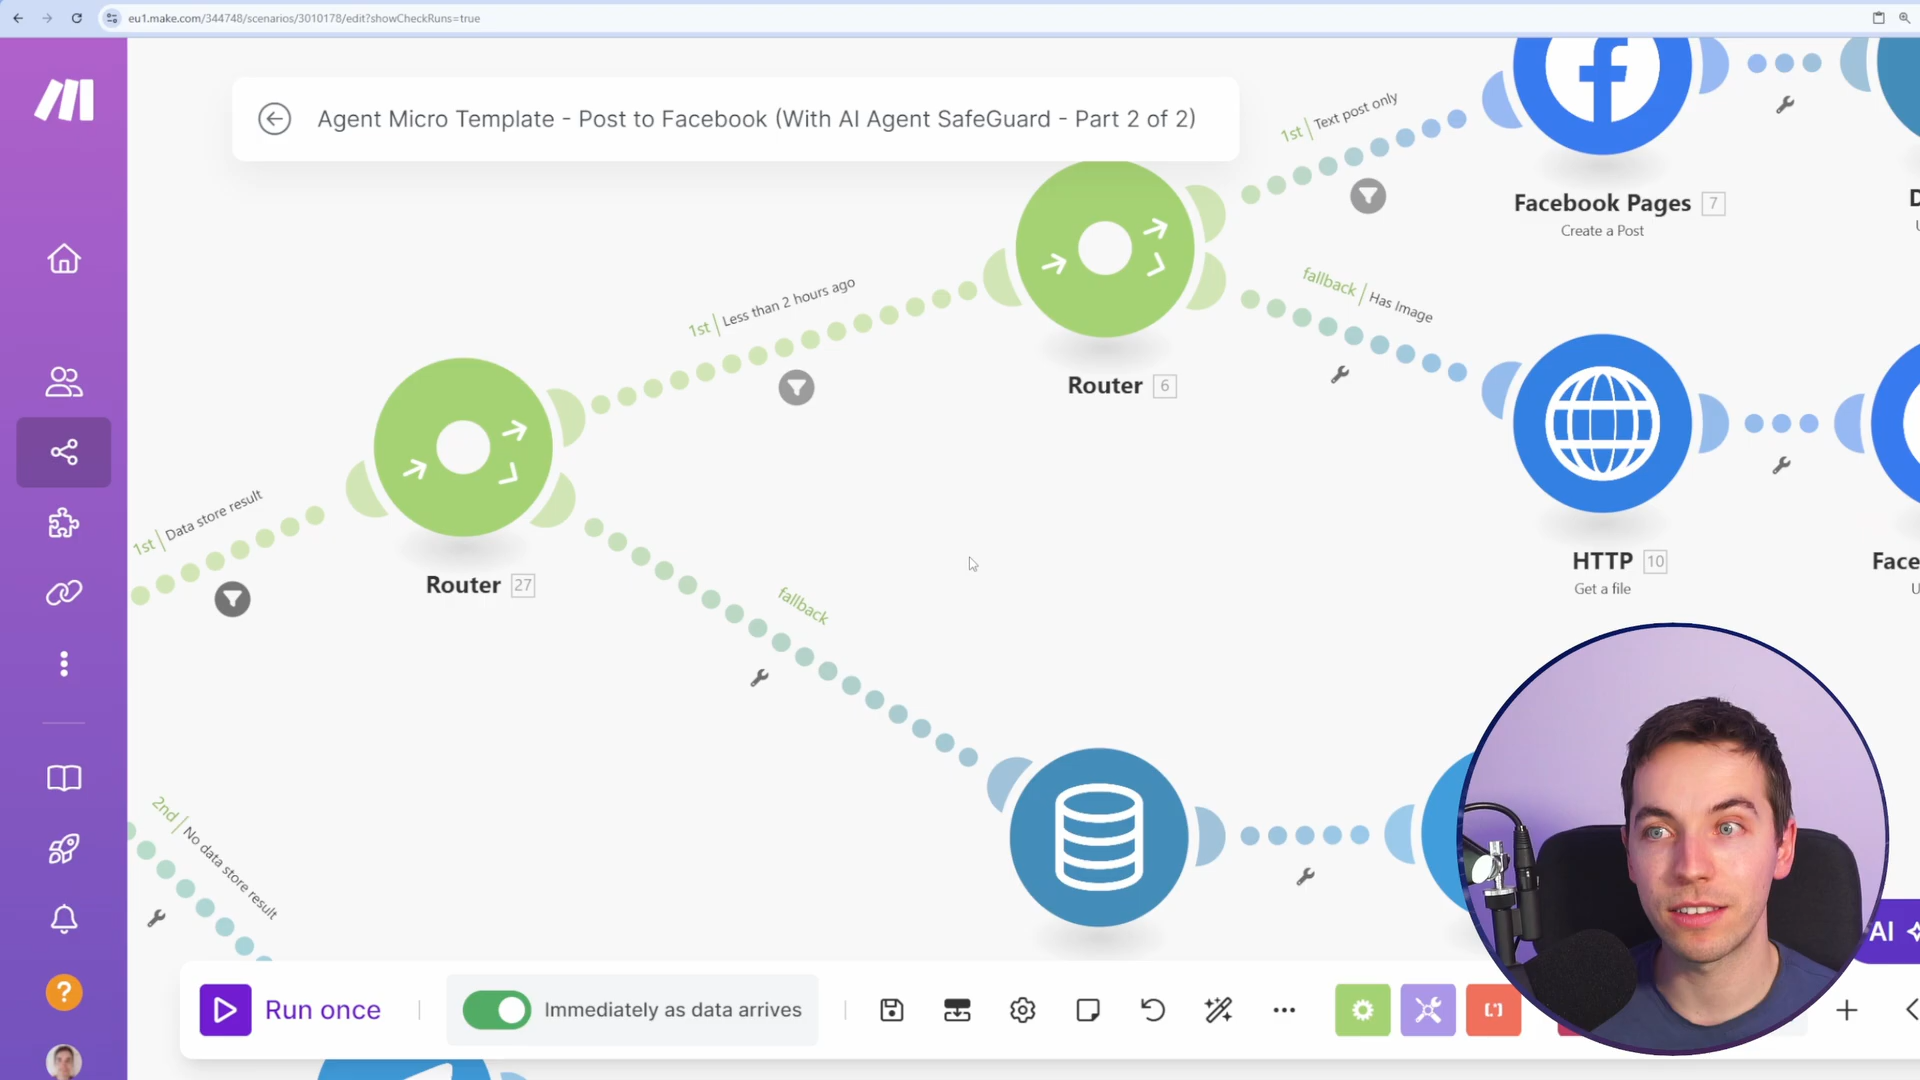 eu1.make.com/344748/scenarios/3010178/edit?showCheckRuns=true
Agent Micro Template - Post to Facebook (With AI Agent SafeGuard - Part 2 of 2)
1st | Text post only
Facebook Pages 7
Create a Post
fallback | Has Image
1st | Less than 2 hours ago
Router 6
1st | Data store result
Router 27
HTTP 10
Get a file
Face
fallback
2nd | No data store result
AI
Run once
Immediately as data arrives